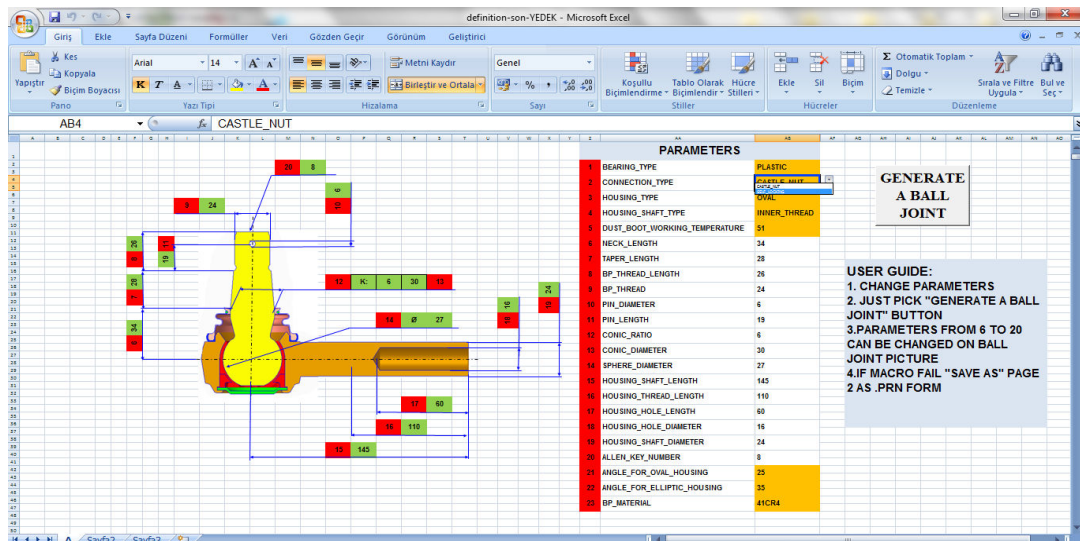 definition-son-YEDEK - Microsoft Excel
Giriş Ekle Sayfa Düzeni Formüller Veri Gözden Geçir Görünüm Geliştirici
Yapıştır
Kes
Kopyala
Biçim Boyacısı
Pano
Arial 14
K T A
Yazı Tipi
Metni Kaydır
Birleştir ve Ortala
Hizalama
Genel
Sayı
Koşullu Biçimlendirme
Tablo Olarak Biçimlendir
Hücre Stilleri
Stiller
Ekle Sil Biçim
Hücreler
Otomatik Toplam
Dolgu
Temizle
Sırala ve Filtre Uygula
Bul ve Seç
Düzenleme
AB4 fx CASTLE_NUT
PARAMETERS
1 BEARING_TYPE PLASTIC
2 CONNECTION_TYPE CASTLE_NUT
CASTLE_NUT
3 HOUSING_TYPE OVAL
4 HOUSING_SHAFT_TYPE INNER_THREAD
5 DUST_BOOT_WORKING_TEMPERATURE 51
6 NECK_LENGTH 34
7 TAPER_LENGTH 28
8 BP_THREAD_LENGTH 26
9 BP_THREAD 24
10 PIN_DIAMETER 6
11 PIN_LENGTH 19
12 CONIC_RATIO 6
13 CONIC_DIAMETER 30
14 SPHERE_DIAMETER 27
15 HOUSING_SHAFT_LENGTH 145
16 HOUSING_THREAD_LENGTH 110
17 HOUSING_HOLE_LENGTH 60
18 HOUSING_HOLE_DIAMETER 16
19 HOUSING_SHAFT_DIAMETER 24
20 ALLEN_KEY_NUMBER 8
21 ANGLE_FOR_OVAL_HOUSING 25
22 ANGLE_FOR_ELLIPTIC_HOUSING 35
23 BP_MATERIAL 41CR4
20 8
9 24
10 6
8 26
11 19
7 28
6 34
12 K: 6 30 13
14 Ø 27
18 16
19 24
17 60
16 110
15 145
GENERATE
A BALL
JOINT
USER GUIDE:
1. CHANGE PARAMETERS
2. JUST PICK "GENERATE A BALL
JOINT" BUTTON
3.PARAMETERS FROM 6 TO 20
CAN BE CHANGED ON BALL
JOINT PICTURE
4.IF MACRO FAIL "SAVE AS" PAGE
2 AS .PRN FORM
A Sayfa2 Sayfa3